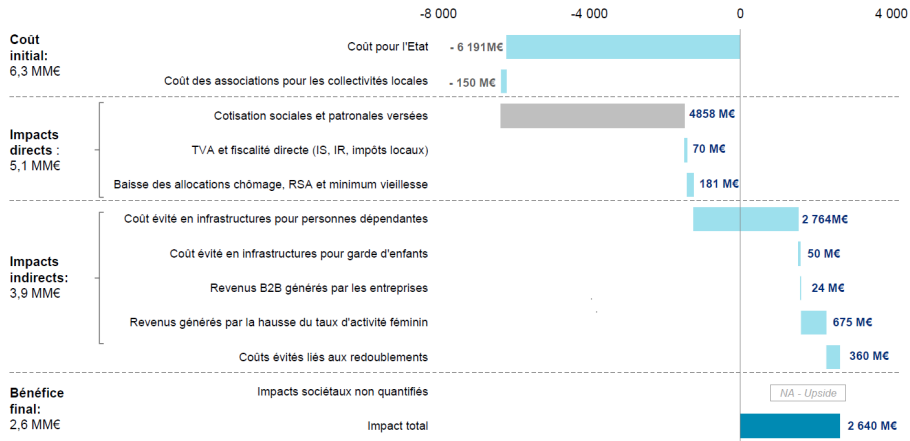 -8 000 -4 000 0 4 000
Coût
initial:
6,3 MM€
Coût pour l'Etat - 6 191M€
Coût des associations pour les collectivités locales - 150 M€
Impacts
directs :
5,1 MM€
Cotisation sociales et patronales versées 4858 M€
TVA et fiscalité directe (IS, IR, impôts locaux) 70 M€
Baisse des allocations chômage, RSA et minimum vieillesse 181 M€
Impacts
indirects:
3,9 MM€
Coût évité en infrastructures pour personnes dépendantes 2 764M€
Coût évité en infrastructures pour garde d'enfants 50 M€
Revenus B2B générés par les entreprises 24 M€
Revenus générés par la hausse du taux d'activité féminin 675 M€
Coûts évités liés aux redoublements 360 M€
Bénéfice
final:
2,6 MM€
Impacts sociétaux non quantifiés NA - Upside
Impact total 2 640 M€